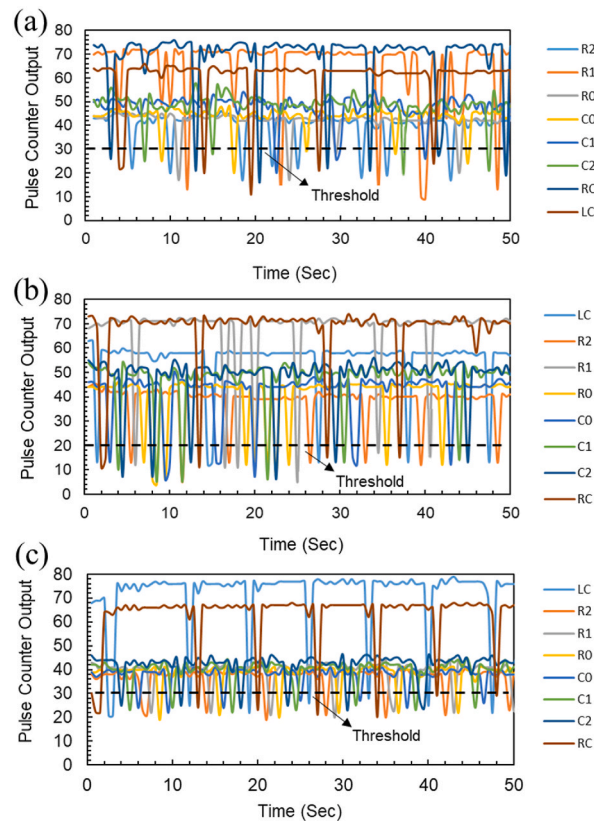 (a)
Pulse Counter Output
80
70
60
50
40
30
20
10
0
Threshold
0
10
20
30
40
50
Time (Sec)
R2
R1
R0
C0
C1
C2
RC
LC
(b)
Pulse Counter Output
80
70
60
50
40
30
20
10
0
Threshold
0
10
20
30
40
50
Time (Sec)
LC
R2
R1
R0
C0
C1
C2
RC
(c)
Pulse Counter Output
80
70
60
50
40
30
20
10
0
Threshold
0
10
20
30
40
50
Time (Sec)
LC
R2
R1
R0
C0
C1
C2
RC